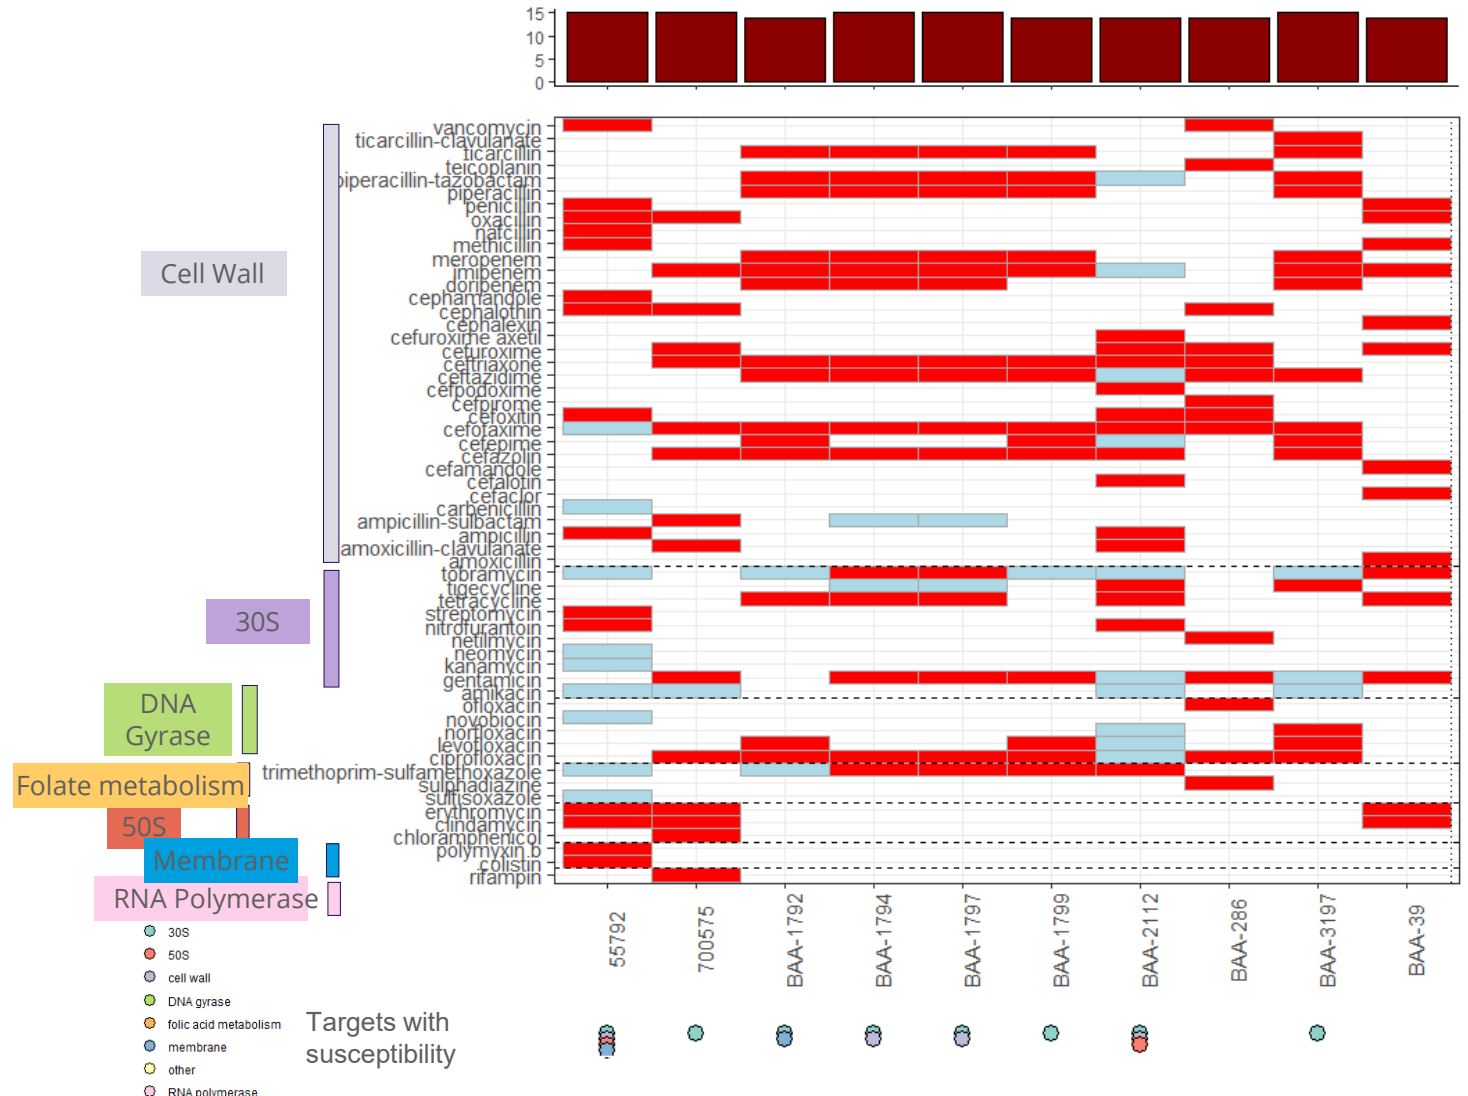 15
10
5
0
vancomycin
ticarcillin-clavulanate
ticarcillin
teicoplanin
piperacillin-tazobactam
piperacillin
penicillin
oxacillin
nafcillin
methicillin
meropenem
imipenem
doripenem
cephamandole
cephalothin
cephalexin
cefuroxime axetil
cefuroxime
ceftriaxone
ceftazidime
cefpodoxime
cefpirome
cefoxitin
cefotaxime
cefepime
cefazolin
cefamandole
cefalotin
cefaclor
carbenicillin
ampicillin-sulbactam
ampicillin
amoxicillin-clavulanate
amoxicillin
tobramycin
tigecycline
tetracycline
streptomycin
nitrofurantoin
netilmycin
neomycin
kanamycin
gentamicin
amikacin
ofloxacin
novobiocin
norfloxacin
levofloxacin
ciprofloxacin
trimethoprim-sulfamethoxazole
sulphadiazine
sulfisoxazole
erythromycin
clindamycin
chloramphenicol
polymyxin b
colistin
rifampin
Cell Wall
30S
DNA
Gyrase
Folate metabolism
50S
Membrane
RNA Polymerase
55792
700575
BAA-1792
BAA-1794
BAA-1797
BAA-1799
BAA-2112
BAA-286
BAA-3197
BAA-39
30S
50S
cell wall
DNA gyrase
folic acid metabolism
membrane
other
RNA polymerase
Targets with
susceptibility